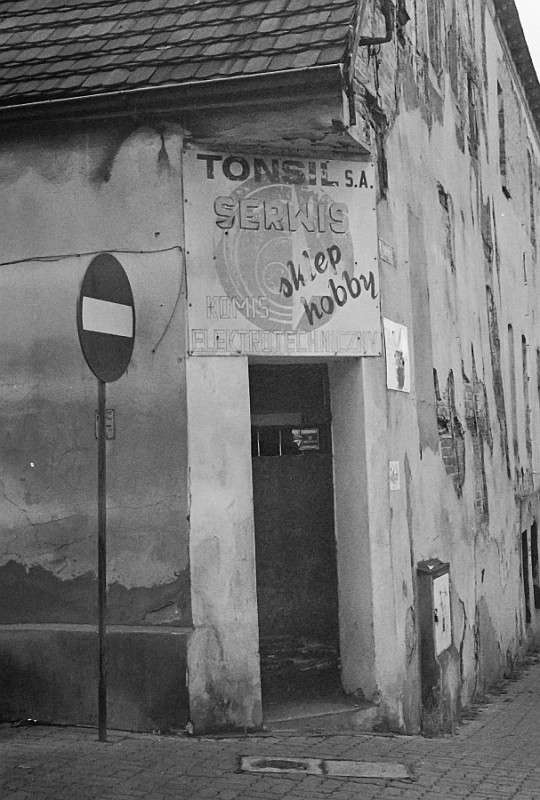 TONSIL S.A.
SERWIS
sklep
hobby
KOMIS
ELEKTROTECHNICZNY